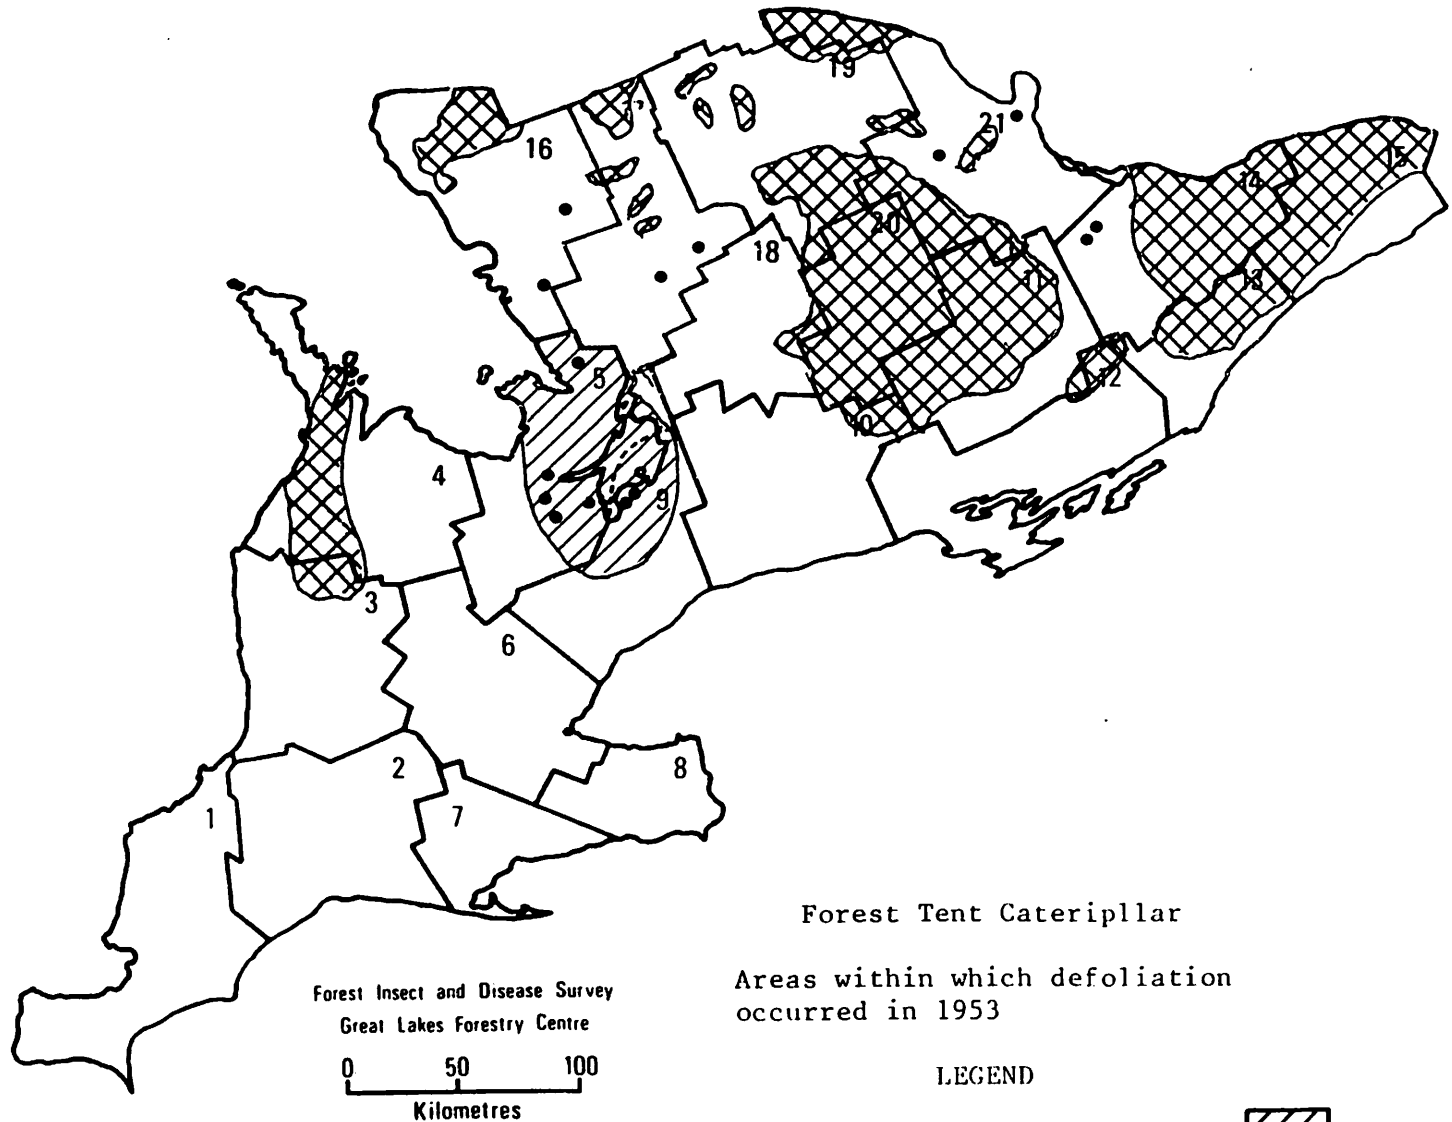 19
21
16
15
14
20
18
13
11
5
12
10
4
9
3
6
2
8
1
7
Forest Tent Cateripllar
Areas within which defoliation
occurred in 1953
Forest Insect and Disease Survey
Great Lakes Forestry Centre
0 50 100
Kilometres
LEGEND